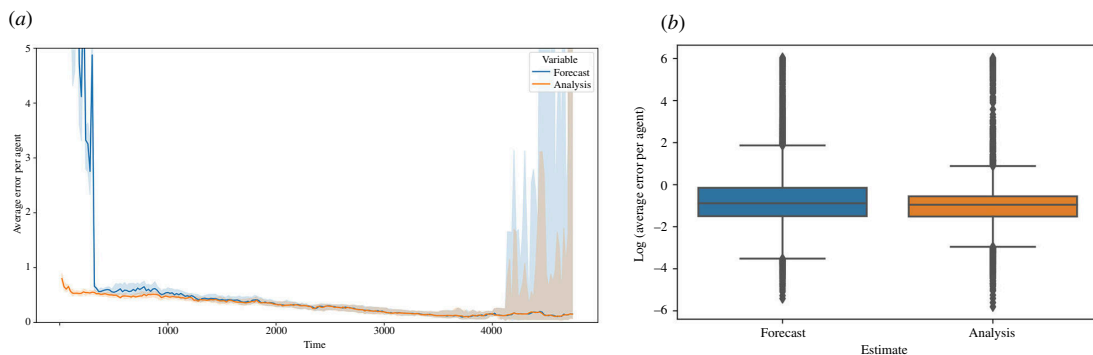 (a)
5
4
3
2
1
0
1000
2000
3000
4000
Time
Average error per agent
Variable
Forecast
Analysis
(b)
6
4
2
0
−2
−4
−6
Log (average error per agent)
Forecast
Analysis
Estimate